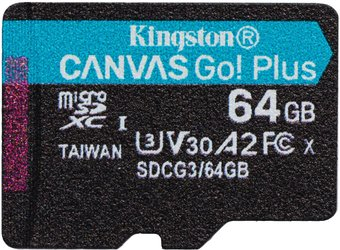 Kingston®
CANVAS Go! Plus
micro SD XC I 64GB
TAIWAN U3 V30 A2 FC X
SDCG3/64GB